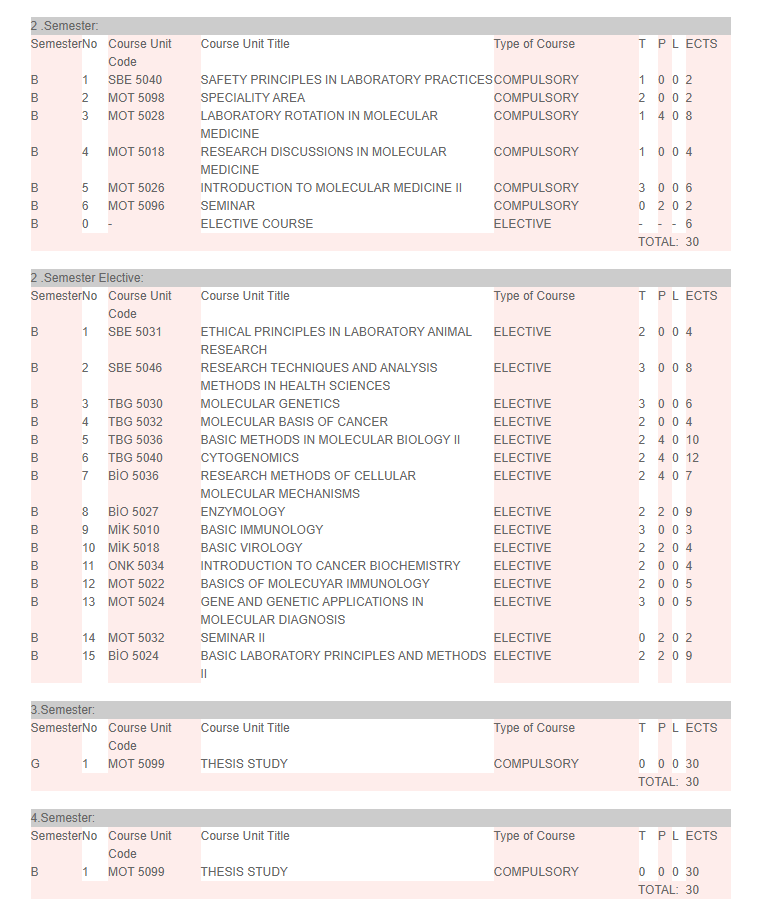 2 .Semester:
SemesterNo Course Unit Code Course Unit Title Type of Course T P L ECTS
B 1 SBE 5040 SAFETY PRINCIPLES IN LABORATORY PRACTICES COMPULSORY 1 0 0 2
B 2 MOT 5098 SPECIALITY AREA COMPULSORY 2 0 0 2
B 3 MOT 5028 LABORATORY ROTATION IN MOLECULAR MEDICINE COMPULSORY 1 4 0 8
B 4 MOT 5018 RESEARCH DISCUSSIONS IN MOLECULAR MEDICINE COMPULSORY 1 0 0 4
B 5 MOT 5026 INTRODUCTION TO MOLECULAR MEDICINE II COMPULSORY 3 0 0 6
B 6 MOT 5096 SEMINAR COMPULSORY 0 2 0 2
B 0 - ELECTIVE COURSE ELECTIVE - - - 6
TOTAL: 30
2 .Semester Elective:
SemesterNo Course Unit Code Course Unit Title Type of Course T P L ECTS
B 1 SBE 5031 ETHICAL PRINCIPLES IN LABORATORY ANIMAL RESEARCH ELECTIVE 2 0 0 4
B 2 SBE 5046 RESEARCH TECHNIQUES AND ANALYSIS METHODS IN HEALTH SCIENCES ELECTIVE 3 0 0 8
B 3 TBG 5030 MOLECULAR GENETICS ELECTIVE 3 0 0 6
B 4 TBG 5032 MOLECULAR BASIS OF CANCER ELECTIVE 2 0 0 4
B 5 TBG 5036 BASIC METHODS IN MOLECULAR BIOLOGY II ELECTIVE 2 4 0 10
B 6 TBG 5040 CYTOGENOMICS ELECTIVE 2 4 0 12
B 7 BİO 5036 RESEARCH METHODS OF CELLULAR MOLECULAR MECHANISMS ELECTIVE 2 4 0 7
B 8 BİO 5027 ENZYMOLOGY ELECTIVE 2 2 0 9
B 9 MİK 5010 BASIC IMMUNOLOGY ELECTIVE 3 0 0 3
B 10 MİK 5018 BASIC VIROLOGY ELECTIVE 2 2 0 4
B 11 ONK 5034 INTRODUCTION TO CANCER BIOCHEMISTRY ELECTIVE 2 0 0 4
B 12 MOT 5022 BASICS OF MOLECUYAR IMMUNOLOGY ELECTIVE 2 0 0 5
B 13 MOT 5024 GENE AND GENETIC APPLICATIONS IN MOLECULAR DIAGNOSIS ELECTIVE 3 0 0 5
B 14 MOT 5032 SEMINAR II ELECTIVE 0 2 0 2
B 15 BİO 5024 BASIC LABORATORY PRINCIPLES AND METHODS II ELECTIVE 2 2 0 9
3.Semester:
SemesterNo Course Unit Code Course Unit Title Type of Course T P L ECTS
G 1 MOT 5099 THESIS STUDY COMPULSORY 0 0 0 30
TOTAL: 30
4.Semester:
SemesterNo Course Unit Code Course Unit Title Type of Course T P L ECTS
B 1 MOT 5099 THESIS STUDY COMPULSORY 0 0 0 30
TOTAL: 30